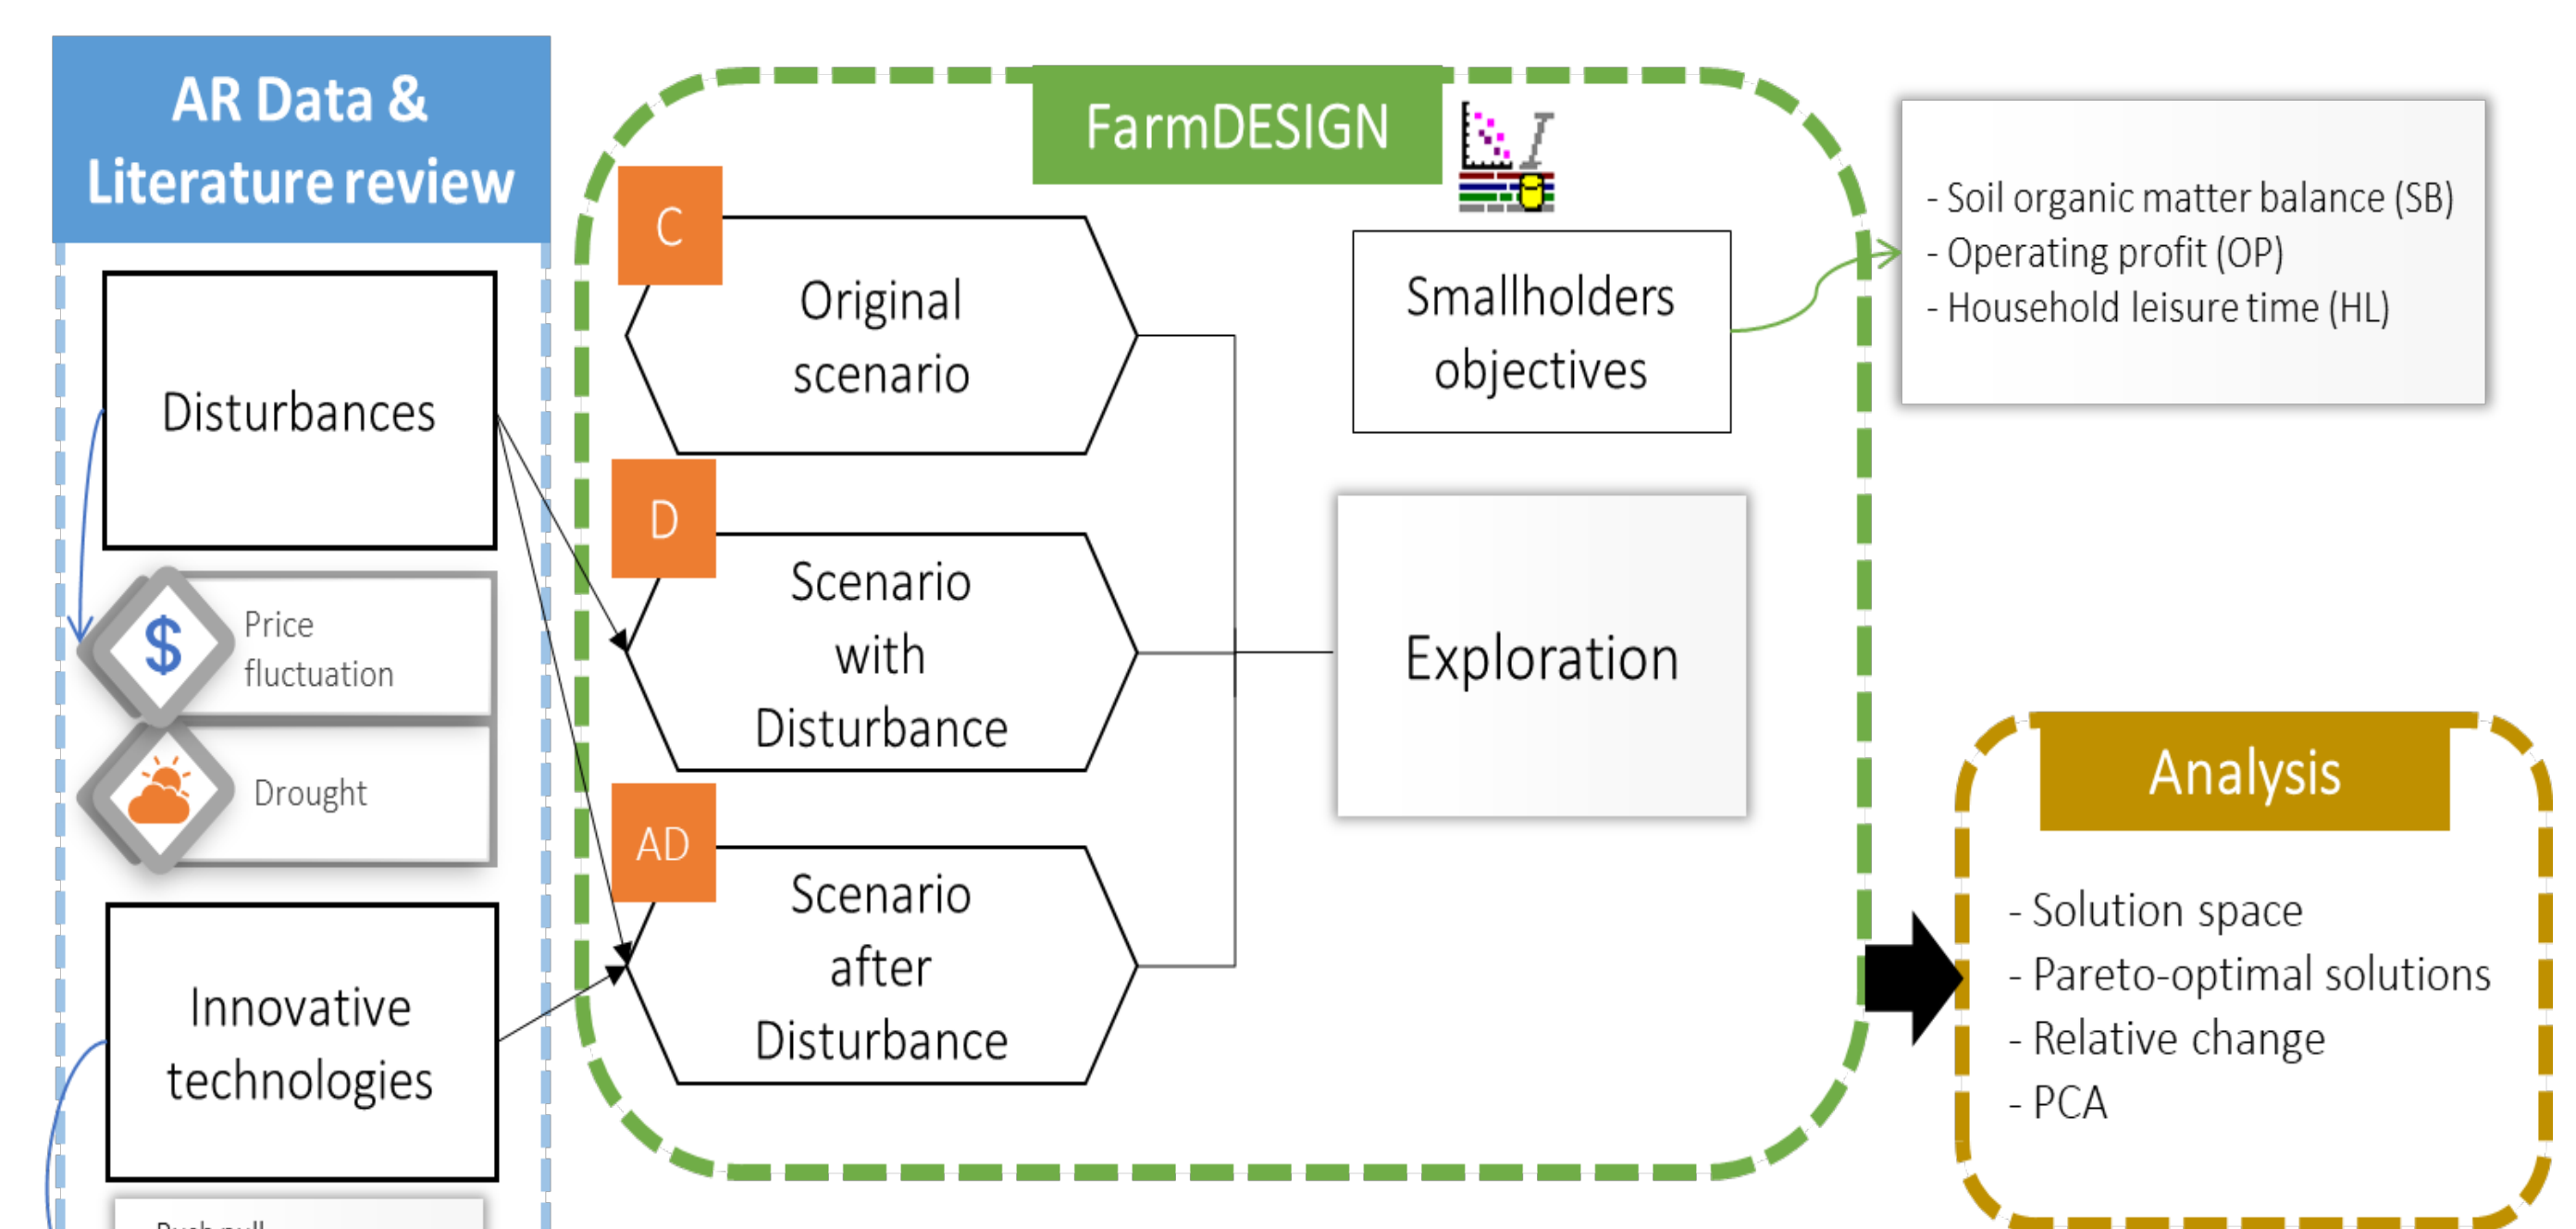 AR Data &
Literature review
Disturbances
$
Price
fluctuation
Drought
Innovative
technologies
FarmDESIGN
C
Original
scenario
D
Scenario
with
Disturbance
AD
Scenario
after
Disturbance
Smallholders
objectives
Exploration
- Soil organic matter balance (SB)
- Operating profit (OP)
- Household leisure time (HL)
Analysis
- Solution space
- Pareto-optimal solutions
- Relative change
- PCA